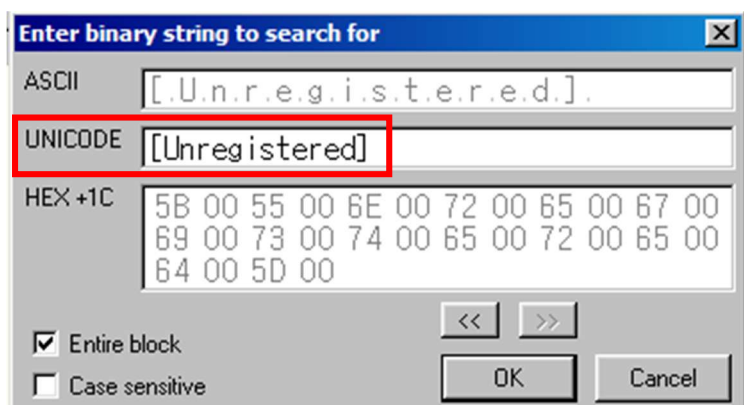 Enter binary string to search for
ASCII [.U.n.r.e.g.i.s.t.e.r.e.d.].
UNICODE [Unregistered]
HEX +1C 5B 00 55 00 6E 00 72 00 65 00 67 00
69 00 73 00 74 00 65 00 72 00 65 00
64 00 5D 00
<< >>
Entire block
Case sensitive
OK Cancel